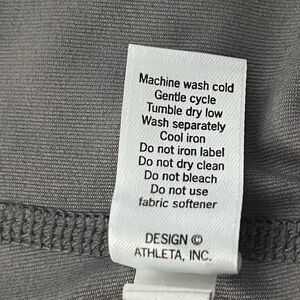 Machine wash cold
Gentle cycle
Tumble dry low
Wash separately
Cool iron
Do not iron label
Do not dry clean
Do not bleach
Do not use
fabric softener
DESIGN ©
ATHLETA, INC.